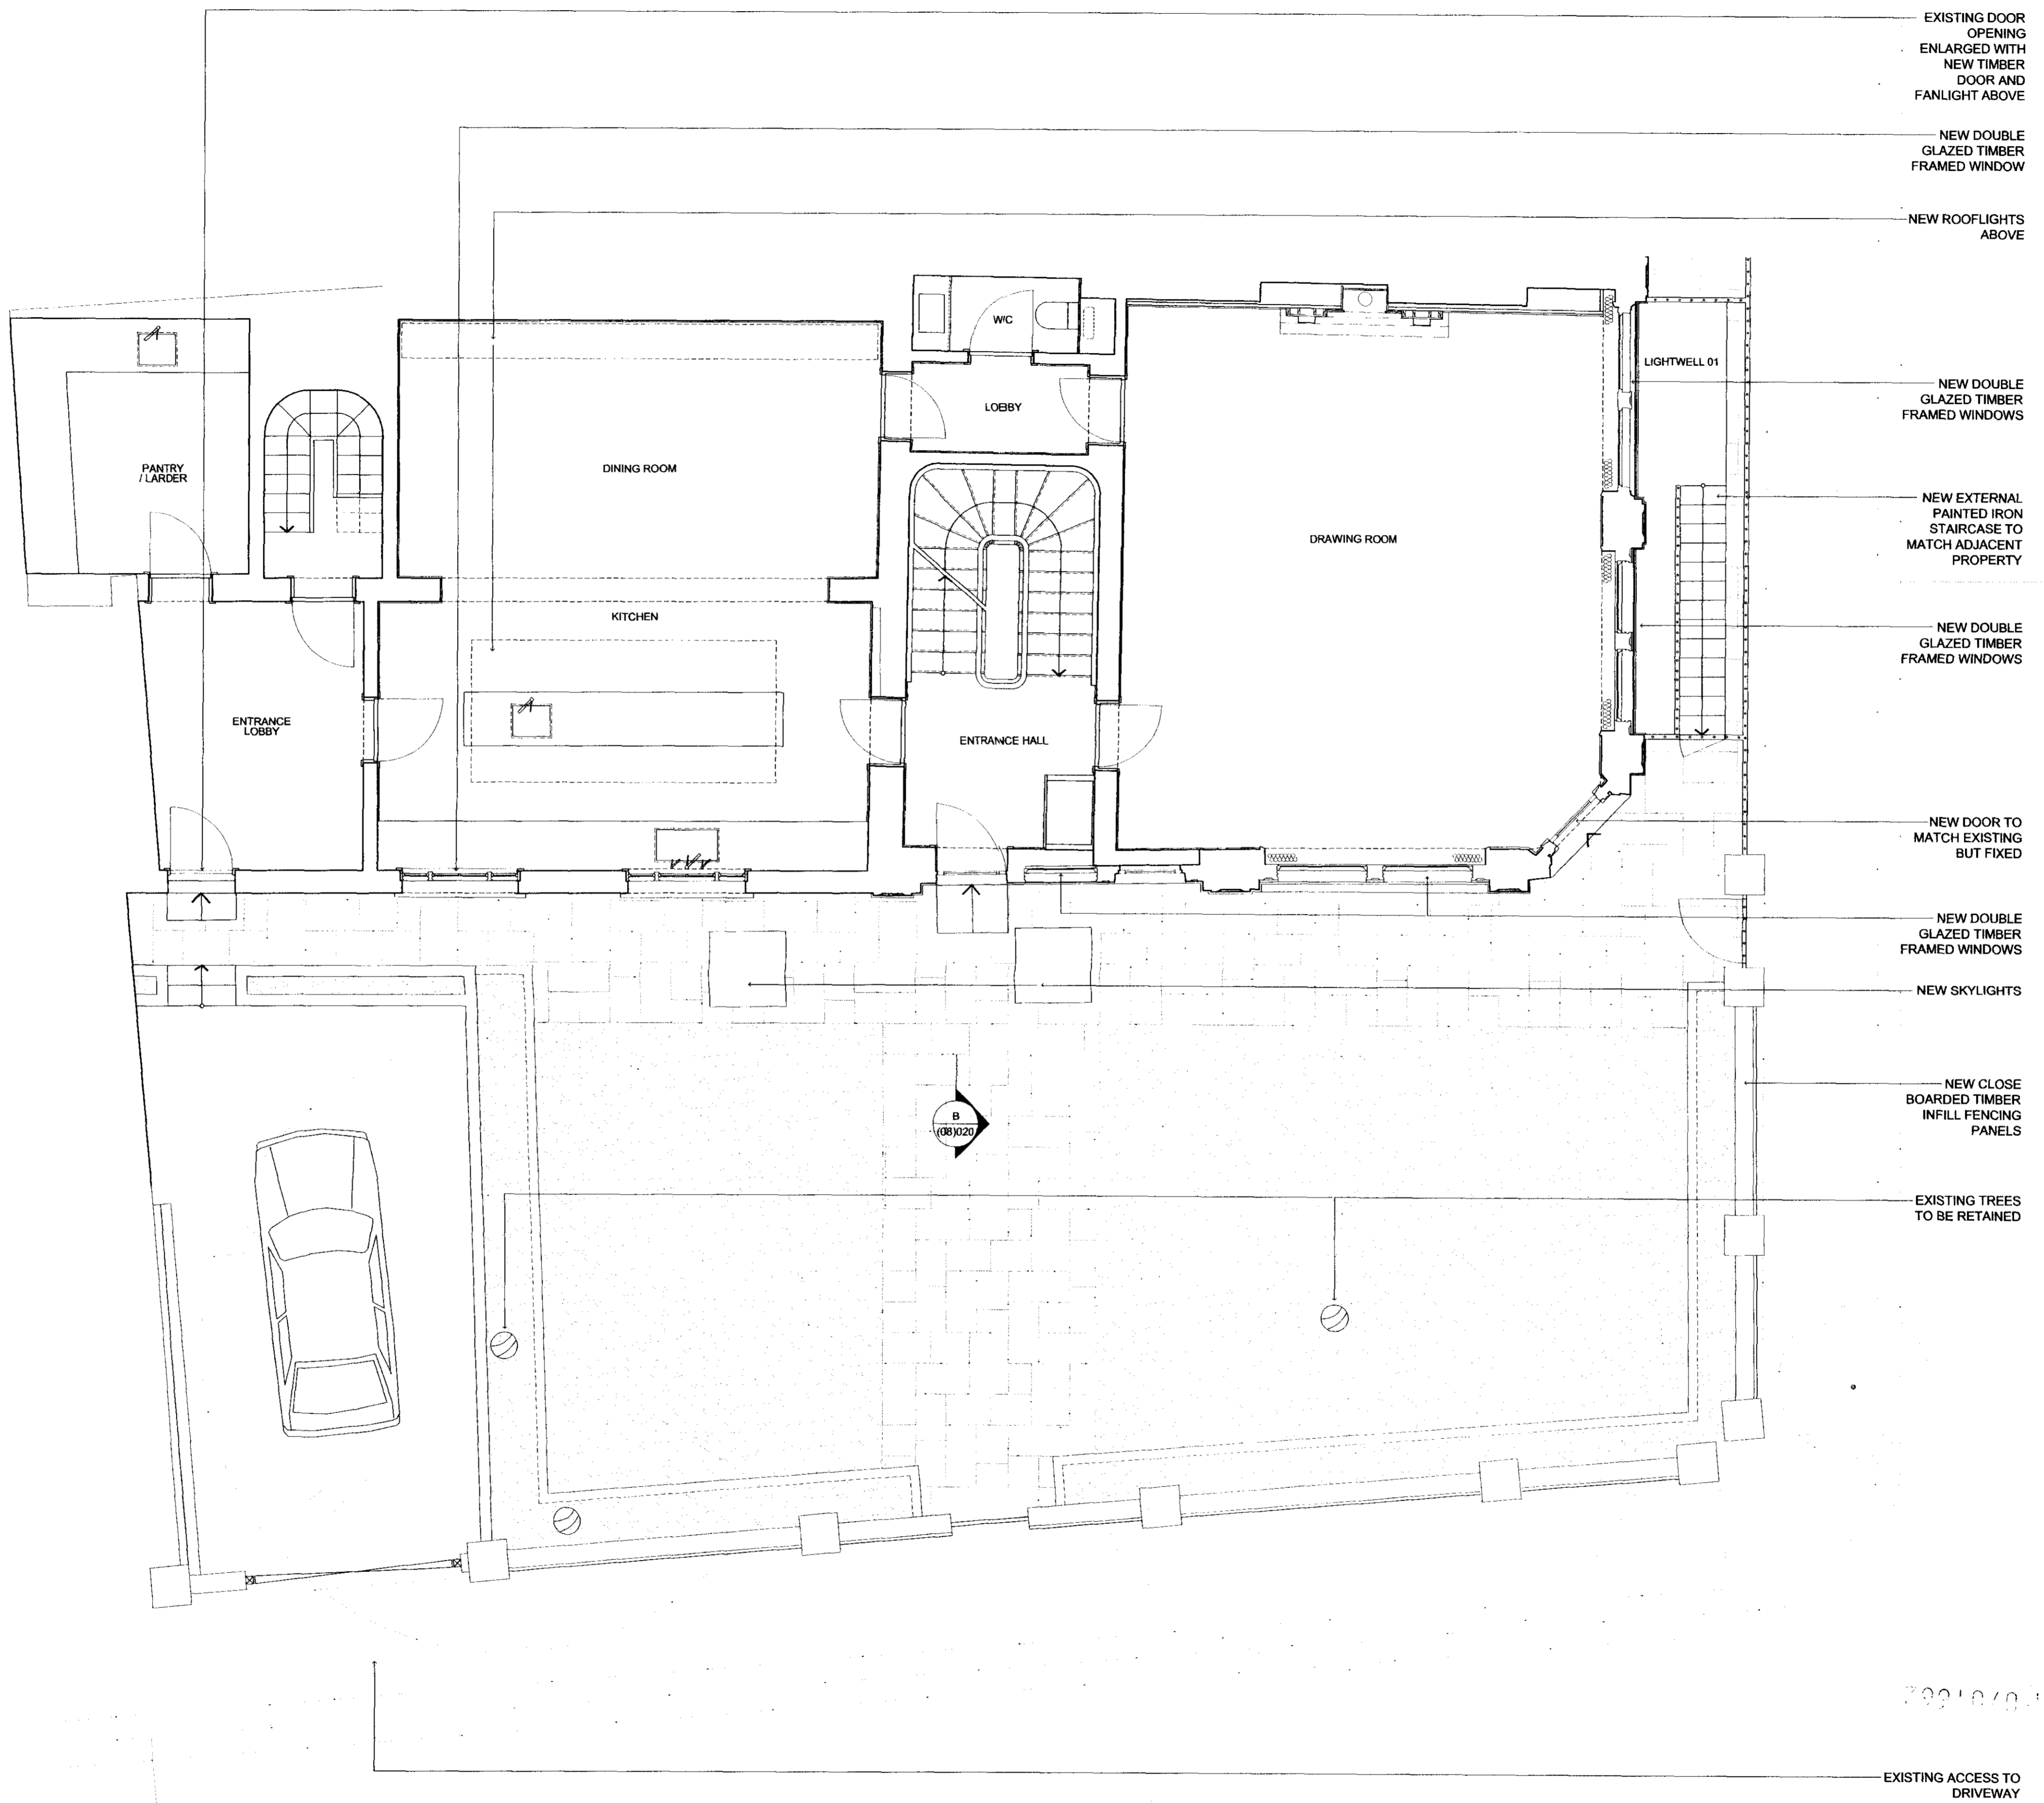 EXISTING DOOR
OPENING
ENLARGED WITH
NEW TIMBER
DOOR AND
FANLIGHT ABOVE
NEW DOUBLE
GLAZED TIMBER
FRAMED WINDOW
NEW ROOFLIGHTS
ABOVE
W/C
LIGHTWELL 01
LOBBY
NEW DOUBLE
GLAZED TIMBER
FRAMED WINDOWS
PANTRY
/ LARDER
DINING ROOM
DRAWING ROOM
NEW EXTERNAL
PAINTED IRON
STAIRCASE TO
MATCH ADJACENT
PROPERTY
KITCHEN
NEW DOUBLE
GLAZED TIMBER
FRAMED WINDOWS
ENTRANCE
LOBBY
ENTRANCE HALL
NEW DOOR TO
MATCH EXISTING
BUT FIXED
NEW DOUBLE
GLAZED TIMBER
FRAMED WINDOWS
NEW SKYLIGHTS
B
(08)020
NEW CLOSE
BOARDED TIMBER
INFILL FENCING
PANELS
EXISTING TREES
TO BE RETAINED
EXISTING ACCESS TO
DRIVEWAY